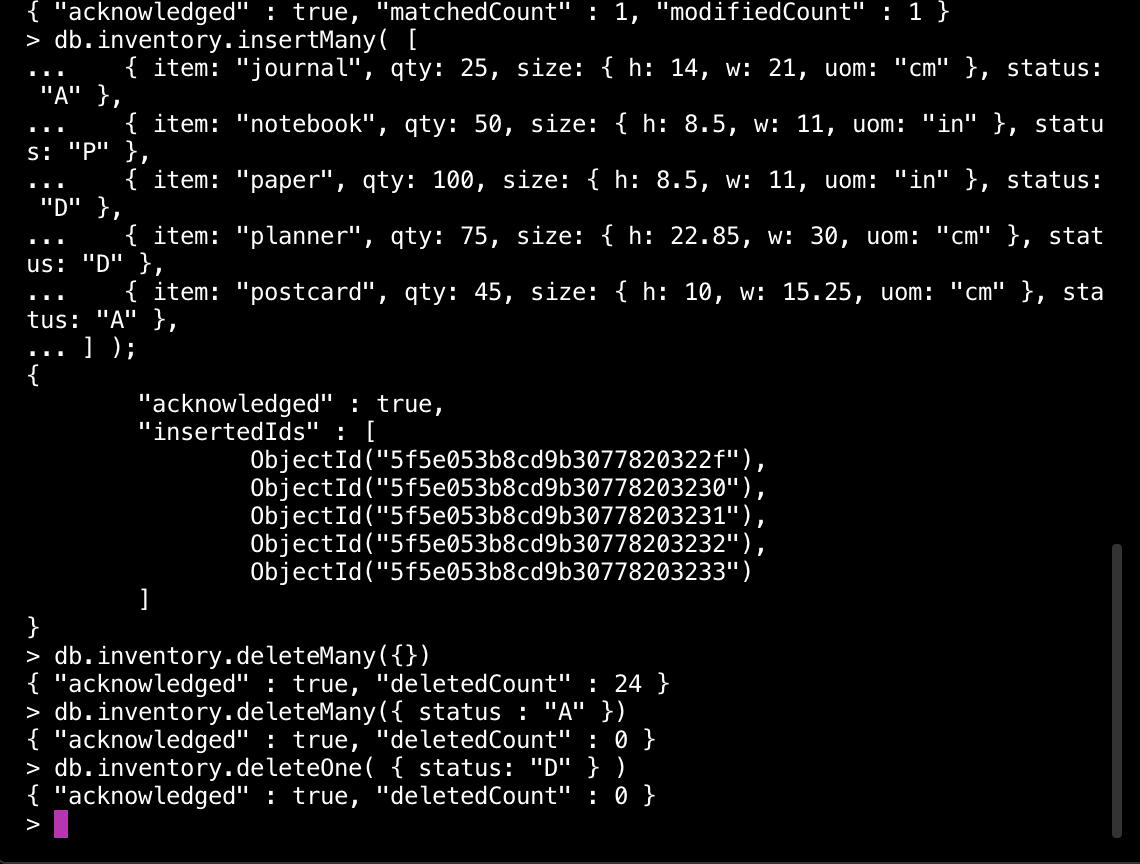 { "acknowledged" : true, "matchedCount" : 1, "modifiedCount" : 1 }
> db.inventory.insertMany( [
...    { item: "journal", qty: 25, size: { h: 14, w: 21, uom: "cm" }, status:
 "A" },
...    { item: "notebook", qty: 50, size: { h: 8.5, w: 11, uom: "in" }, statu
s: "P" },
...    { item: "paper", qty: 100, size: { h: 8.5, w: 11, uom: "in" }, status:
 "D" },
...    { item: "planner", qty: 75, size: { h: 22.85, w: 30, uom: "cm" }, stat
us: "D" },
...    { item: "postcard", qty: 45, size: { h: 10, w: 15.25, uom: "cm" }, sta
tus: "A" },
... ] );
{
        "acknowledged" : true,
        "insertedIds" : [
                ObjectId("5f5e053b8cd9b3077820322f"),
                ObjectId("5f5e053b8cd9b30778203230"),
                ObjectId("5f5e053b8cd9b30778203231"),
                ObjectId("5f5e053b8cd9b30778203232"),
                ObjectId("5f5e053b8cd9b30778203233")
        ]
}
> db.inventory.deleteMany({})
{ "acknowledged" : true, "deletedCount" : 24 }
> db.inventory.deleteMany({ status : "A" })
{ "acknowledged" : true, "deletedCount" : 0 }
> db.inventory.deleteOne( { status: "D" } )
{ "acknowledged" : true, "deletedCount" : 0 }
>